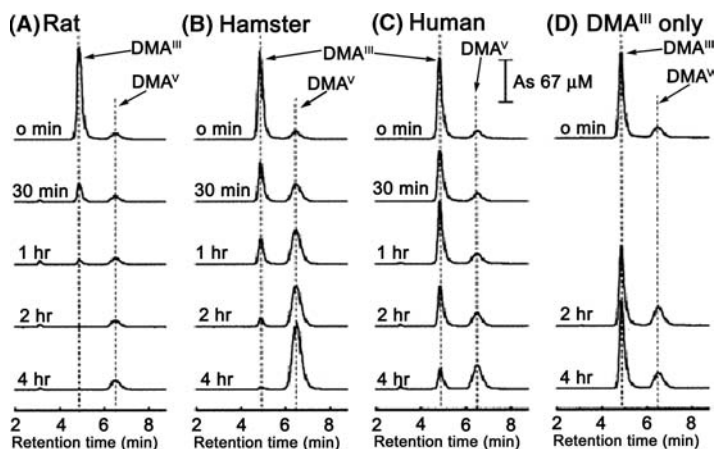 (A) Rat
DMAIII
DMAV
o min
30 min
1 hr
2 hr
4 hr
2 4 6 8
Retention time (min)
(B) Hamster
DMAIII
DMAV
o min
30 min
1 hr
2 hr
4 hr
2 4 6 8
Retention time (min)
(C) Human
DMAV
As 67 μM
o min
30 min
1 hr
2 hr
4 hr
2 4 6 8
Retention time (min)
(D) DMAIII only
DMAIII
DMAV
o min
2 hr
4 hr
2 4 6 8
Retention time (min)